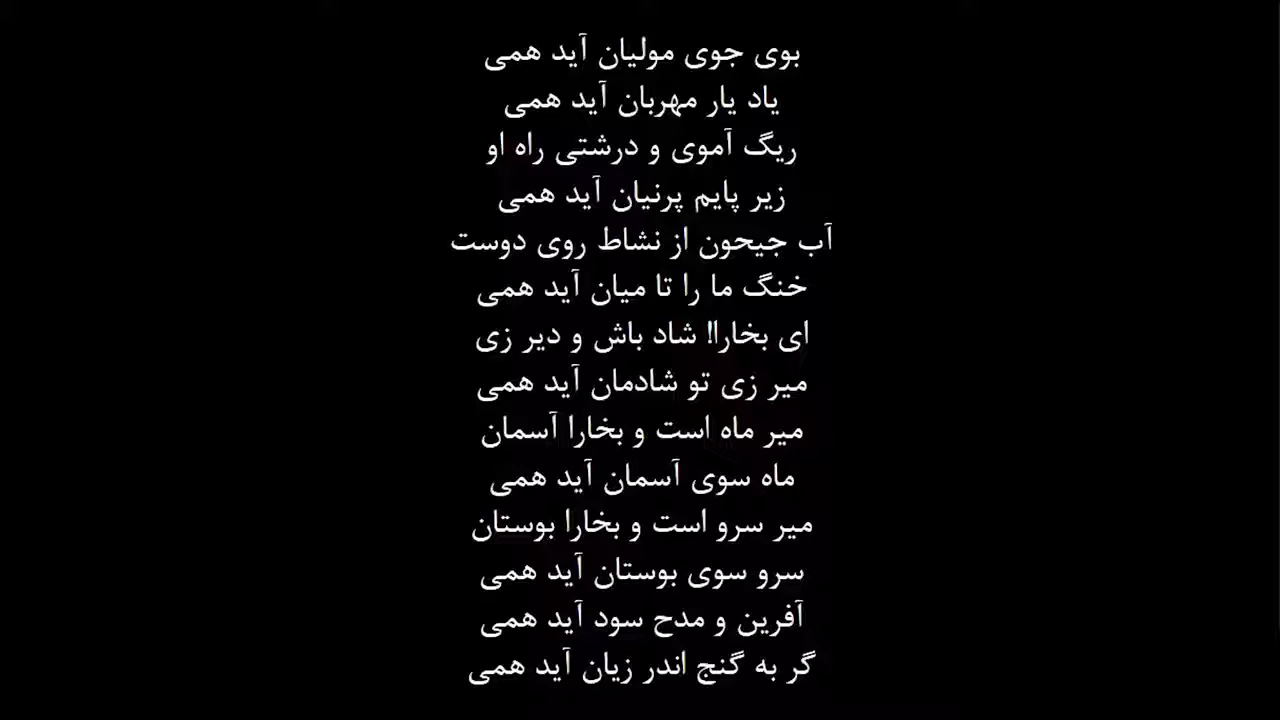 بوی جوی مولیان آید همی
یاد یار مهربان آید همی
ریگ آموی و درشتی راه او
زیر پایم پرنیان آید همی
آب جیحون از نشاط روی دوست
خنگ ما را تا میان آید همی
ای بخارا! شاد باش و دیر زی
میر زی تو شادمان آید همی
میر ماه است و بخارا آسمان
ماه سوی آسمان آید همی
میر سرو است و بخارا بوستان
سرو سوی بوستان آید همی
آفرین و مدح سود آید همی
گر به گنج اندر زیان آید همی